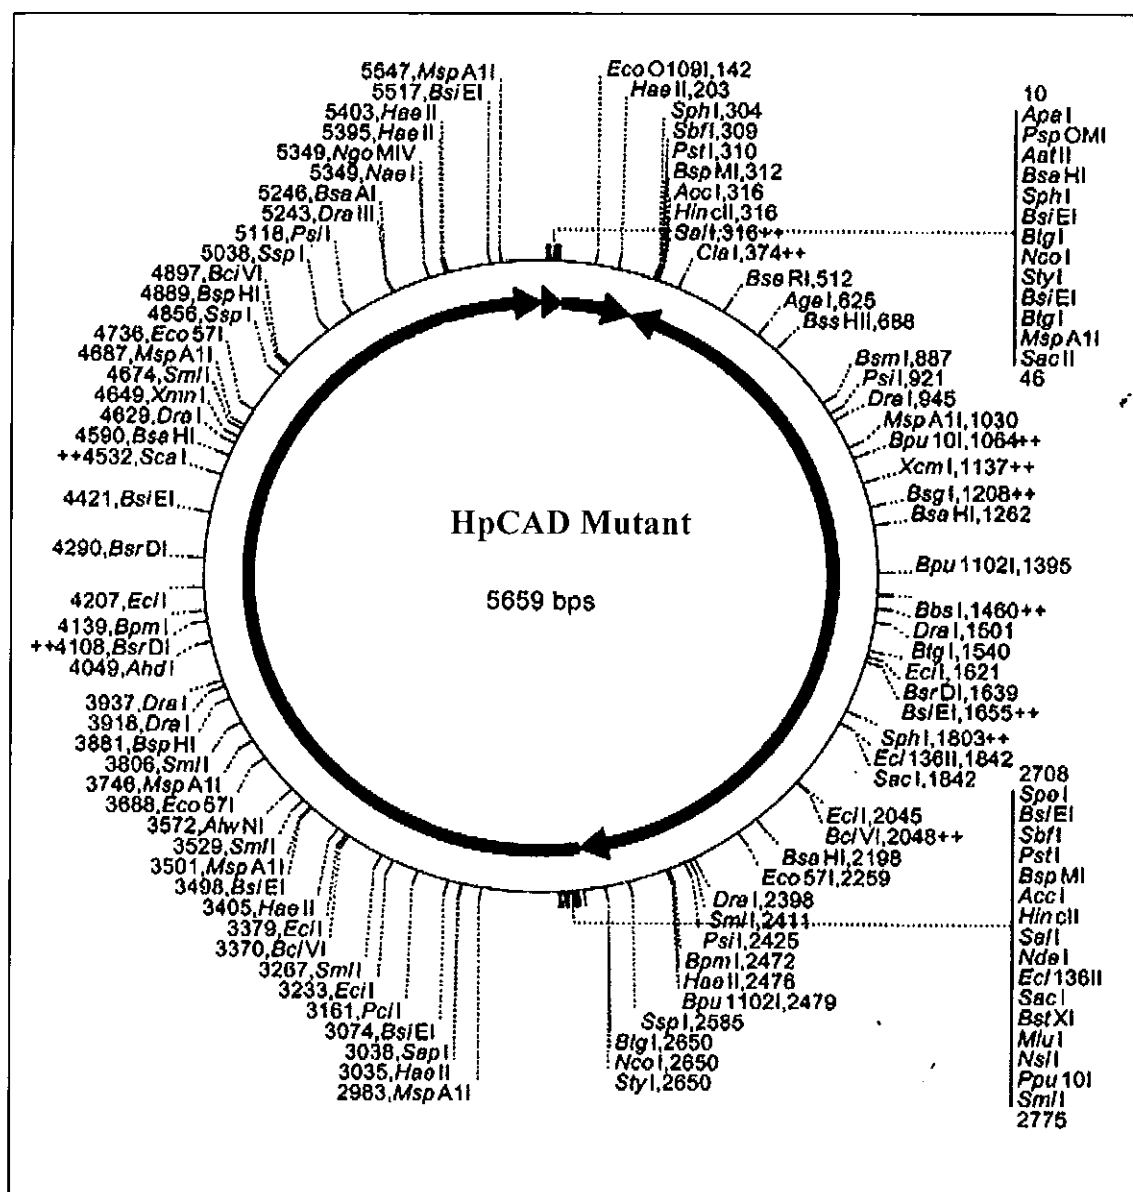 5547,MspA1I
5517,BsiEI
5403,HaeII
5395,HaeII
5349,NgoMIV
5349,NaeI
5246,BsaAI
5243,DraIII
5118,PsiI
5038,SspI
4897,BciVI
4889,BspHI
4856,SspI
4736,Eco57I
4687,MspA1I
4674,SmlI
4649,XmnI
4629,DraI
4590,BsaHI
++4532,ScaI
4421,BsiEI
4290,BsrDI
4207,EciI
4139,BpmI
++4108,BsrDI
4049,AhdI
3937,DraI
3918,DraI
3881,BspHI
3806,SmlI
3746,MspA1I
3688,Eco57I
3572,AlwNI
3529,SmlI
3501,MspA1I
3498,BsiEI
3405,HaeII
3379,EciI
3370,BciVI
3267,SmlI
3233,EciI
3161,PciI
3074,BsiEI
3038,SapI
3035,HaeII
2983,MspA1I
EcoO109I,142
HaeII,203
SphI,304
SbfI,309
PstI,310
BspMI,312
AccI,316
HincII,316
SalI,316++
ClaI,374++
BseRI,512
AgeI,625
BssHII,688
BsmI,887
PsiI,921
DraI,945
MspA1I,1030
Bpu10I,1064++
XcmI,1137++
BsgI,1208++
BsaHI,1262
Bpu1102I,1395
BbsI,1460++
DraI,1501
BtgI,1540
EciI,1621
BsrDI,1639
BsiEI,1655++
SphI,1803++
Ecl136II,1842
SacI,1842
EciI,2045
BciVI,2048++
BsaHI,2198
Eco57I,2259
DraI,2398
SmlI,2411
PsiI,2425
BpmI,2472
HaeII,2476
Bpu1102I,2479
SspI,2585
BtgI,2650
NcoI,2650
StyI,2650
HpCAD Mutant
5659 bps
10
ApaI
PspOMI
AatII
BsaHI
SphI
BsiEI
BtgI
NcoI
StyI
BsiEI
BtgI
MspA1I
SacII
46
2708
SpeI
BsiEI
SbfI
PstI
BspMI
AccI
HincII
SalI
NdeI
Ecl136II
SacI
BstXI
MluI
NsiI
Ppu10I
SmlI
2775